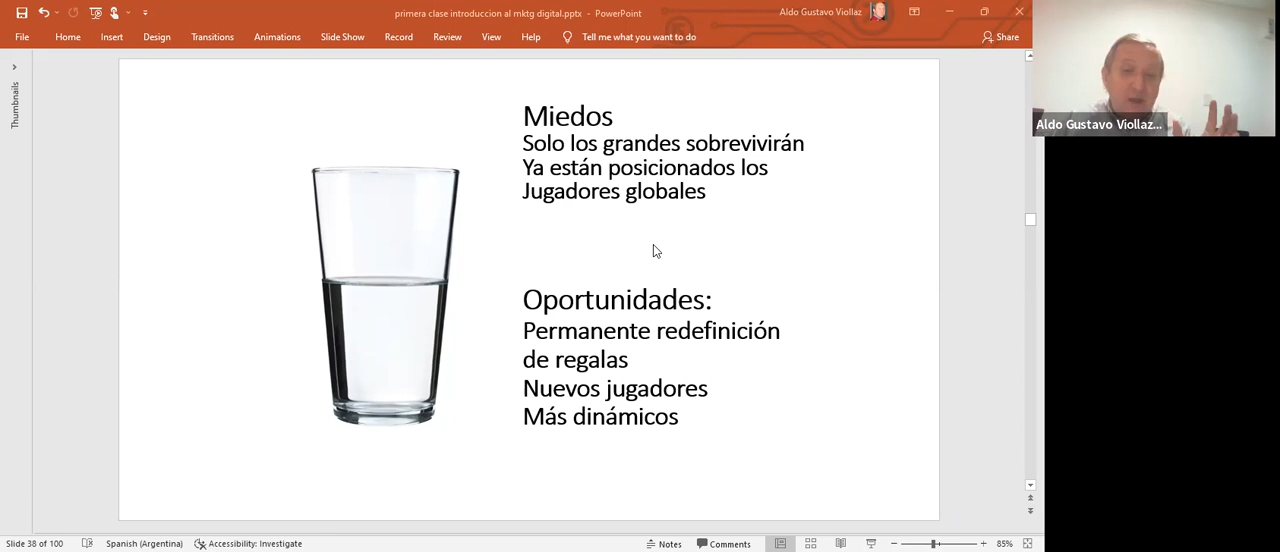 primera clase introduccion al mktg digital.pptx - PowerPoint
Aldo Gustavo Viollaz
File Home Insert Design Transitions Animations Slide Show Record Review View Help Tell me what you want to do Share
Thumbnails
Aldo Gustavo Viollaz...
Miedos
Solo los grandes sobrevivirán
Ya están posicionados los
Jugadores globales
Oportunidades:
Permanente redefinición
de regalas
Nuevos jugadores
Más dinámicos
Slide 38 of 100 Spanish (Argentina) Accessibility: Investigate Notes Comments 85%